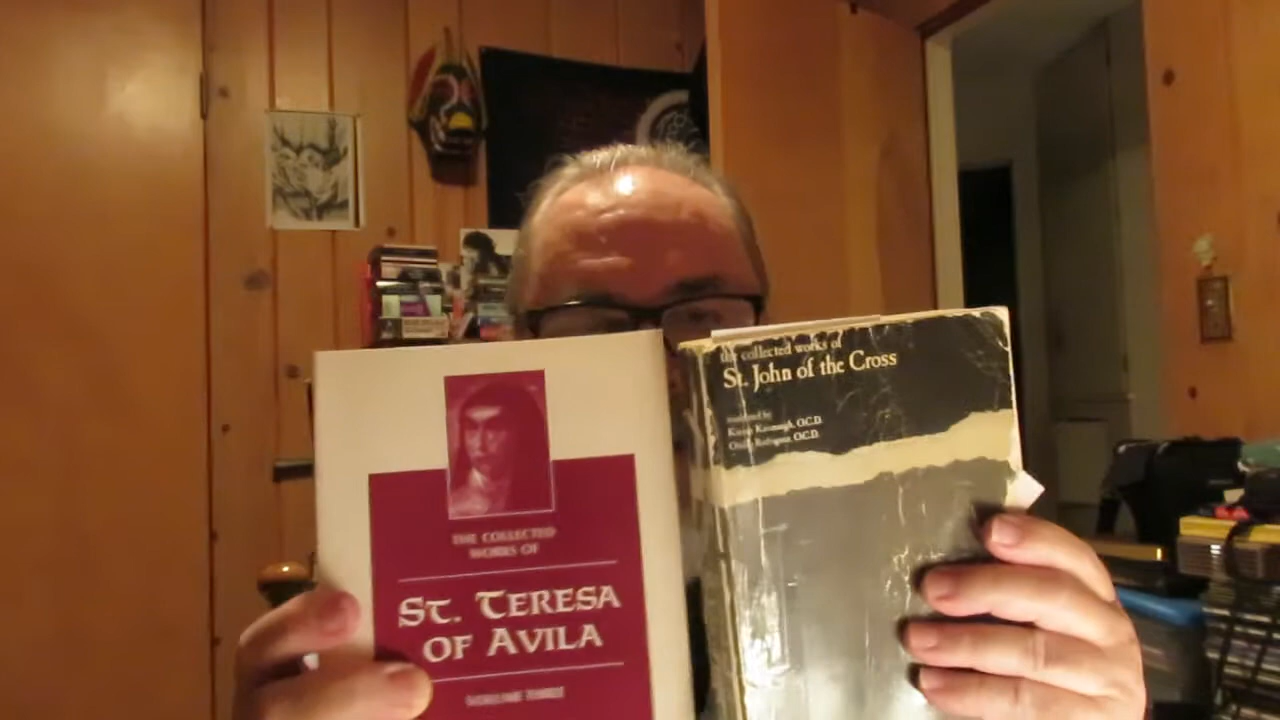 THE COLLECTED
WORKS OF
ST. TERESA
OF AVILA
VOLUME THREE
the collected works of
St. John of the Cross
translated by
Kieran Kavanaugh, O.C.D.
Otilio Rodriguez, O.C.D.